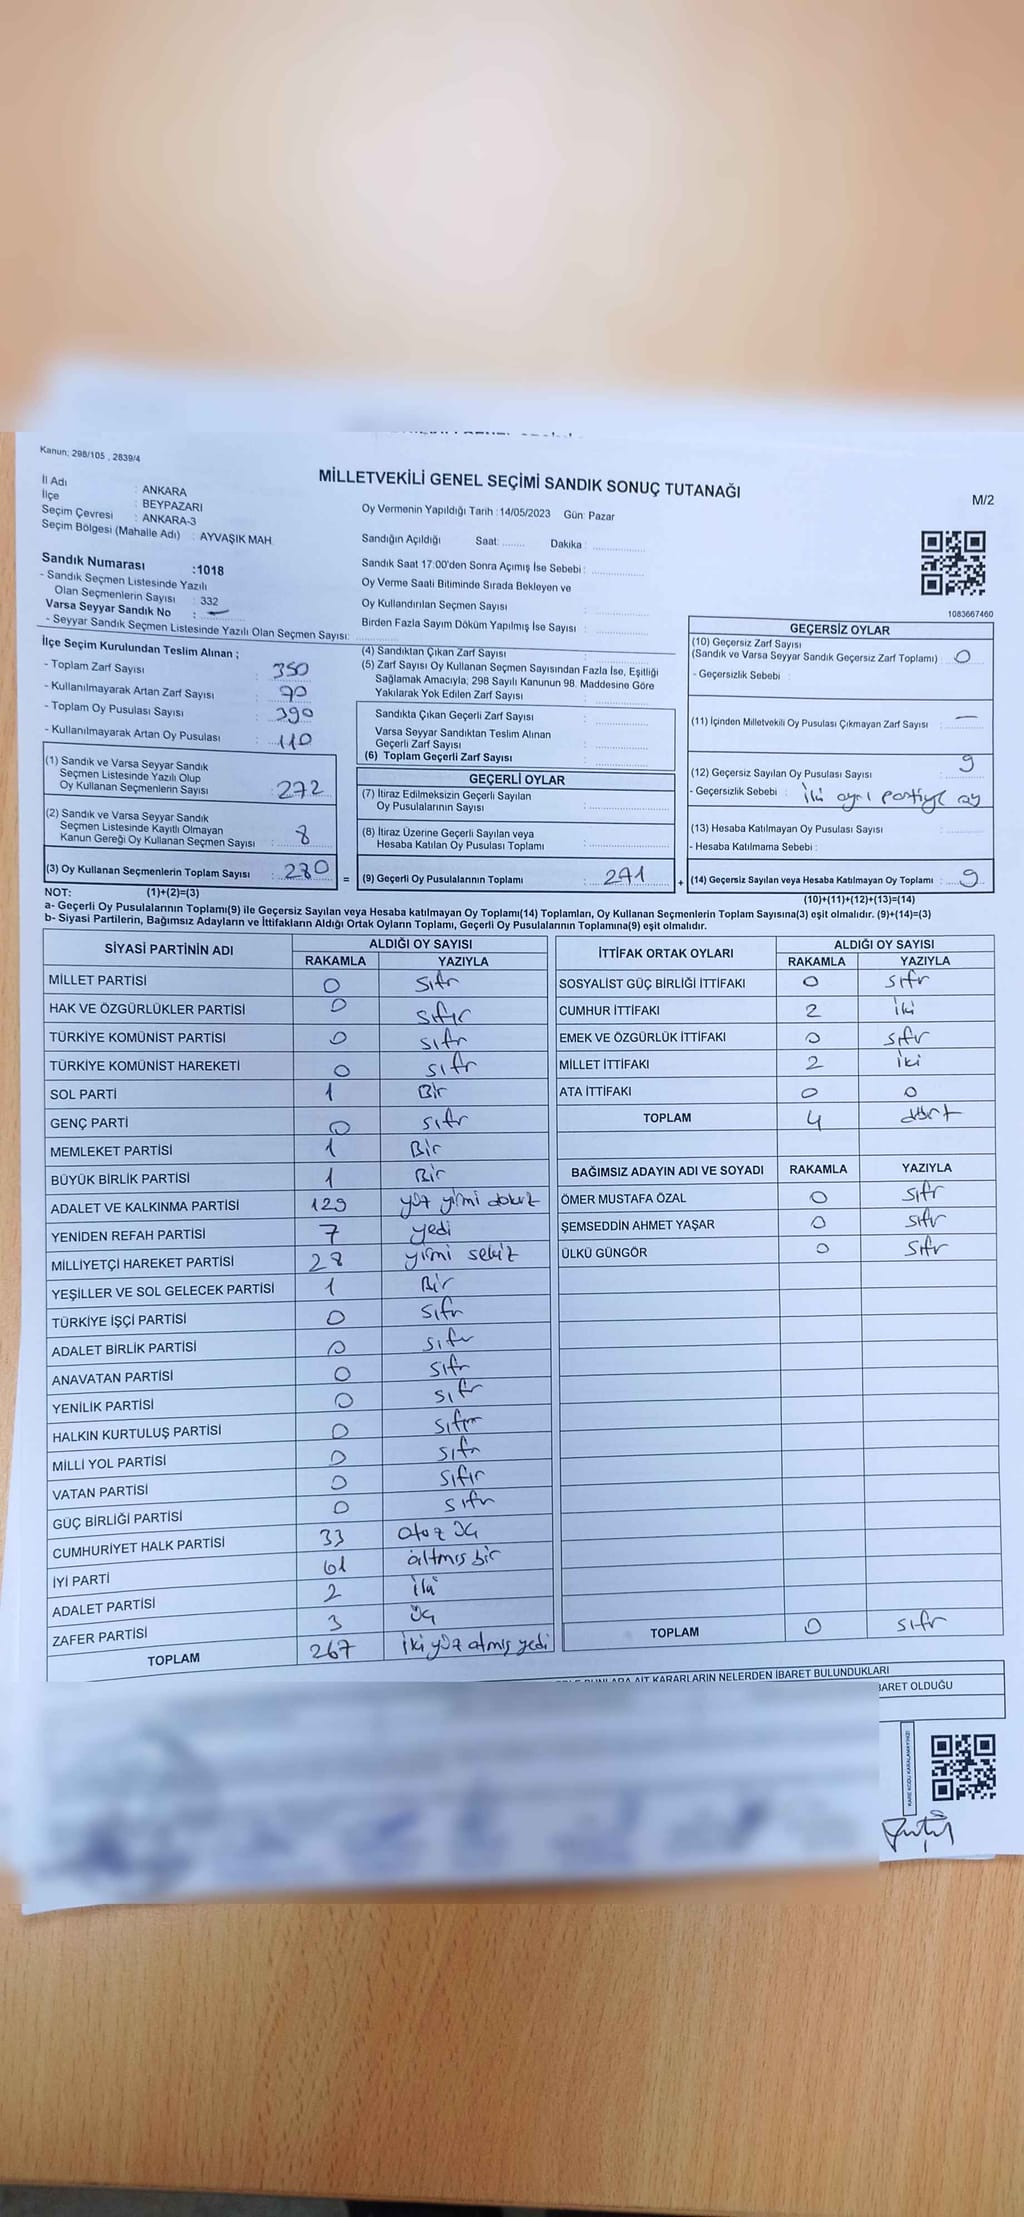 Kanun: 298/105 , 2839/4
MİLLETVEKİLİ GENEL SEÇİMİ SANDIK SONUÇ TUTANAĞI
M/2
İl Adı : ANKARA
İlçe : BEYPAZARI
Seçim Çevresi : ANKARA-3
Seçim Bölgesi (Mahalle Adı) : AYVAŞIK MAH.
Sandık Numarası :1018
- Sandık Seçmen Listesinde Yazılı
Olan Seçmenlerin Sayısı : 332
Varsa Seyyar Sandık No :
- Seyyar Sandık Seçmen Listesinde Yazılı Olan Seçmen Sayısı:
Oy Vermenin Yapıldığı Tarih :14/05/2023 Gün: Pazar
Sandığın Açıldığı Saat: Dakika :
Sandık Saat 17:00'den Sonra Açımış İse Sebebi :
Oy Verme Saati Bitiminde Sırada Bekleyen ve
Oy Kullandırılan Seçmen Sayısı :
Birden Fazla Sayım Döküm Yapılmış İse Sayısı :
1083667460
İlçe Seçim Kurulundan Teslim Alınan ;
- Toplam Zarf Sayısı : 350
- Kullanılmayarak Artan Zarf Sayısı : 70
- Toplam Oy Pusulası Sayısı : 390
- Kullanılmayarak Artan Oy Pusulası : 110
(1) Sandık ve Varsa Seyyar Sandık
Seçmen Listesinde Yazılı Olup
Oy Kullanan Seçmenlerin Sayısı : 272
(2) Sandık ve Varsa Seyyar Sandık
Seçmen Listesinde Kayıtlı Olmayan
Kanun Gereği Oy Kullanan Seçmen Sayısı : 8
(3) Oy Kullanan Seçmenlerin Toplam Sayısı : 280
(4) Sandıktan Çıkan Zarf Sayısı :
(5) Zarf Sayısı Oy Kullanan Seçmen Sayısından Fazla İse, Eşitliği
Sağlamak Amacıyla; 298 Sayılı Kanunun 98. Maddesine Göre
Yakılarak Yok Edilen Zarf Sayısı :
Sandıkta Çıkan Geçerli Zarf Sayısı :
Varsa Seyyar Sandıktan Teslim Alınan
Geçerli Zarf Sayısı :
(6) Toplam Geçerli Zarf Sayısı :
GEÇERLİ OYLAR
(7) İtiraz Edilmeksizin Geçerli Sayılan
Oy Pusulalarının Sayısı :
(8) İtiraz Üzerine Geçerli Sayılan veya
Hesaba Katılan Oy Pusulası Toplamı :
= (9) Geçerli Oy Pusulalarının Toplamı : 271
GEÇERSİZ OYLAR
(10) Geçersiz Zarf Sayısı
(Sandık ve Varsa Seyyar Sandık Geçersiz Zarf Toplamı) : 0
- Geçersizlik Sebebi :
(11) İçinden Milletvekili Oy Pusulası Çıkmayan Zarf Sayısı : —
(12) Geçersiz Sayılan Oy Pusulası Sayısı : 9
- Geçersizlik Sebebi : iki ayrı partiye oy
(13) Hesaba Katılmayan Oy Pusulası Sayısı :
- Hesaba Katılmama Sebebi :
+ (14) Geçersiz Sayılan veya Hesaba Katılmayan Oy Toplamı : 9
NOT: (1)+(2)=(3)
(10)+(11)+(12)+(13)=(14)
a- Geçerli Oy Pusulalarının Toplamı(9) ile Geçersiz Sayılan veya Hesaba katılmayan Oy Toplamı(14) Toplamları, Oy Kullanan Seçmenlerin Toplam Sayısına(3) eşit olmalıdır. (9)+(14)=(3)
b- Siyasi Partilerin, Bağımsız Adayların ve İttifakların Aldığı Ortak Oyların Toplamı, Geçerli Oy Pusulalarının Toplamına(9) eşit olmalıdır.
SİYASİ PARTİNİN ADI ALDIĞI OY SAYISI
RAKAMLA YAZIYLA
MİLLET PARTİSİ 0 sıfır
HAK VE ÖZGÜRLÜKLER PARTİSİ 0 sıfır
TÜRKİYE KOMÜNİST PARTİSİ 0 sıfır
TÜRKİYE KOMÜNİST HAREKETİ 0 sıfır
SOL PARTİ 1 Bir
GENÇ PARTİ 0 sıfır
MEMLEKET PARTİSİ 1 Bir
BÜYÜK BİRLİK PARTİSİ 1 Bir
ADALET VE KALKINMA PARTİSİ 129 yüz yirmi dokuz
YENİDEN REFAH PARTİSİ 7 yedi
MİLLİYETÇİ HAREKET PARTİSİ 28 yirmi sekiz
YEŞİLLER VE SOL GELECEK PARTİSİ 1 Bir
TÜRKİYE İŞÇİ PARTİSİ 0 sıfır
ADALET BİRLİK PARTİSİ 0 sıfır
ANAVATAN PARTİSİ 0 sıfır
YENİLİK PARTİSİ 0 sıfır
HALKIN KURTULUŞ PARTİSİ 0 sıfır
MİLLİ YOL PARTİSİ 0 sıfır
VATAN PARTİSİ 0 sıfır
GÜÇ BİRLİĞİ PARTİSİ 0 sıfır
CUMHURİYET HALK PARTİSİ 33 otuz üç
İYİ PARTİ 61 altmış bir
ADALET PARTİSİ 2 iki
ZAFER PARTİSİ 3 üç
TOPLAM 267 iki yüz atmış yedi
İTTİFAK ORTAK OYLARI ALDIĞI OY SAYISI
RAKAMLA YAZIYLA
SOSYALİST GÜÇ BİRLİĞİ İTTİFAKI 0 sıfır
CUMHUR İTTİFAKI 2 iki
EMEK VE ÖZGÜRLÜK İTTİFAKI 0 sıfır
MİLLET İTTİFAKI 2 iki
ATA İTTİFAKI 0 0
TOPLAM 4 dört
BAĞIMSIZ ADAYIN ADI VE SOYADI RAKAMLA YAZIYLA
ÖMER MUSTAFA ÖZAL 0 sıfır
ŞEMSEDDİN AHMET YAŞAR 0 sıfır
ÜLKÜ GÜNGÖR 0 sıfır
TOPLAM 0 sıfır
AİT KARARLARIN NELERDEN İBARET BULUNDUKLARI
BARET OLDUĞU
KARE KODU KARALAMAYINIZ!